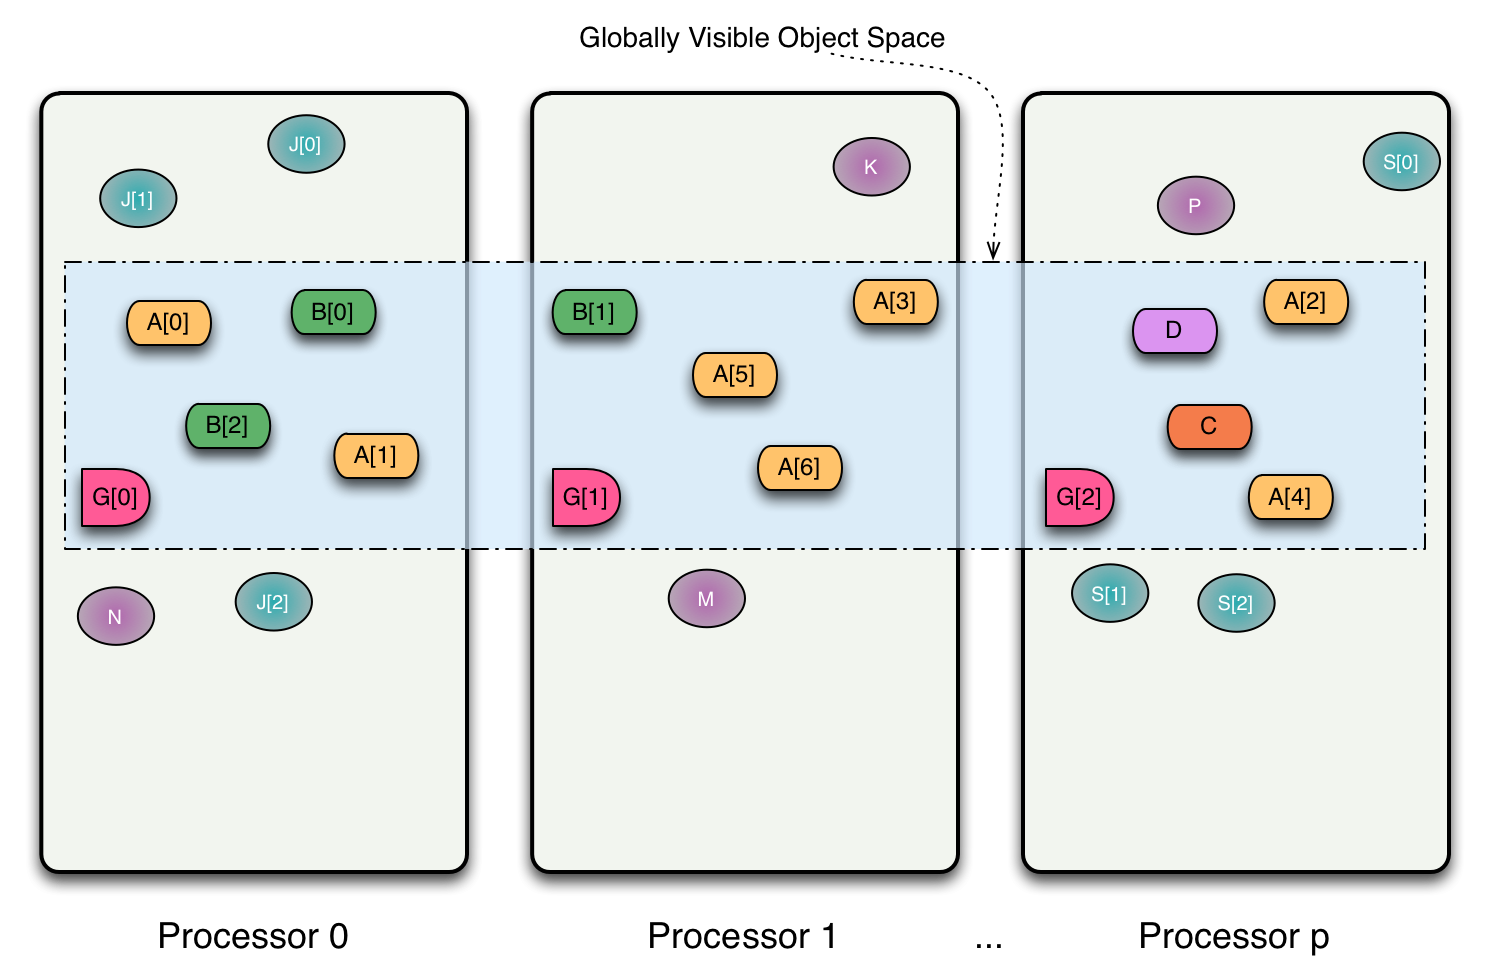 Globally Visible Object Space
J[0]
J[1]
A[0]
B[0]
B[2]
A[1]
G[0]
N
J[2]
K
B[1]
A[3]
A[5]
A[6]
G[1]
M
S[0]
P
D
A[2]
C
G[2]
A[4]
S[1]
S[2]
Processor 0
Processor 1
...
Processor p